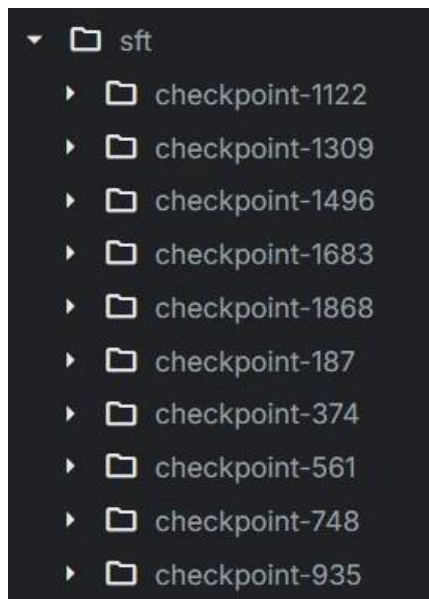 sft
checkpoint-1122
checkpoint-1309
checkpoint-1496
checkpoint-1683
checkpoint-1868
checkpoint-187
checkpoint-374
checkpoint-561
checkpoint-748
checkpoint-935